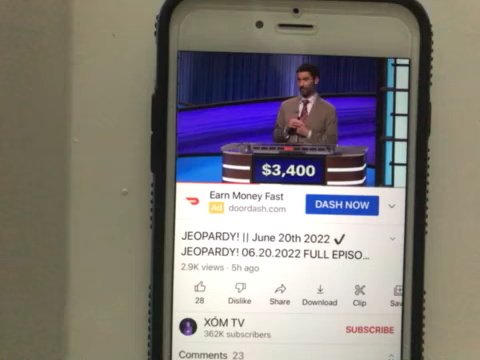 $3,400
Earn Money Fast
Ad doordash.com
DASH NOW
JEOPARDY! || June 20th 2022 ✔
JEOPARDY! 06.20.2022 FULL EPISO...
2.9K views · 5h ago
28 Dislike Share Download Clip Sav
XÓM TV
362K subscribers
SUBSCRIBE
Comments 23